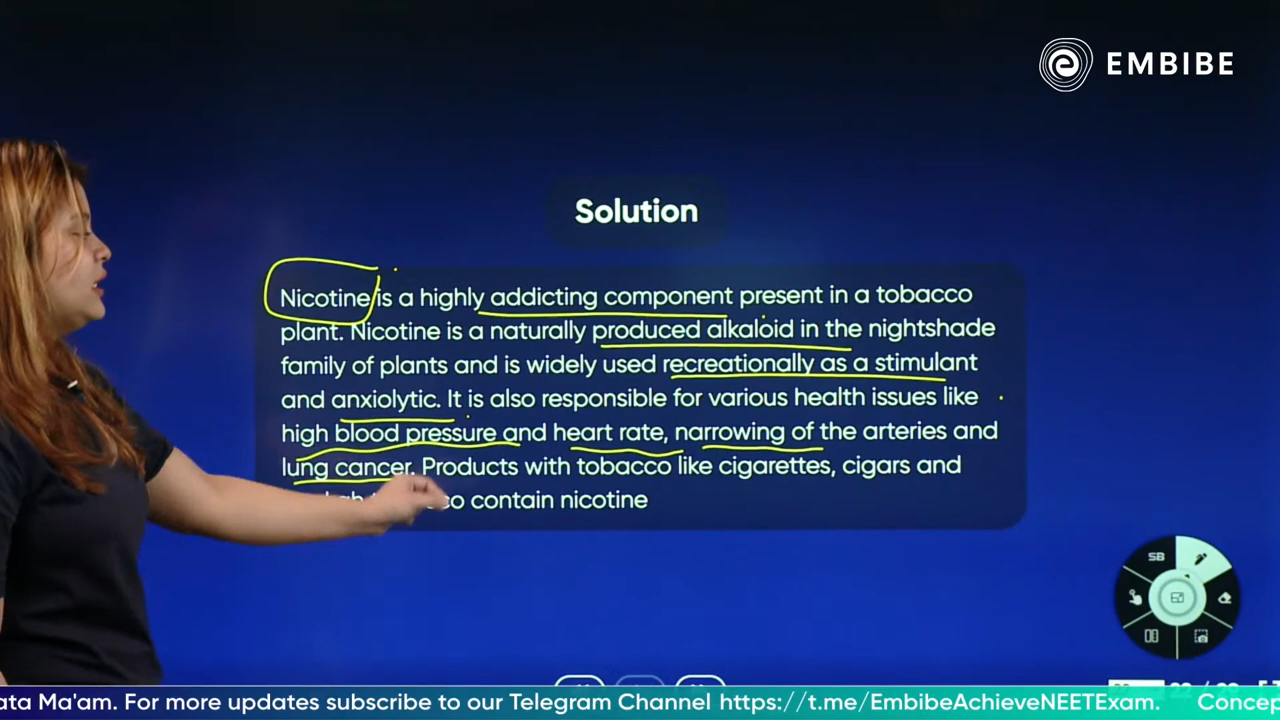 EMBIBE
Solution
Nicotine is a highly addicting component present in a tobacco
plant. Nicotine is a naturally produced alkaloid in the nightshade
family of plants and is widely used recreationally as a stimulant
and anxiolytic. It is also responsible for various health issues like
high blood pressure and heart rate, narrowing of the arteries and
lung cancer. Products with tobacco like cigarettes, cigars and
contain nicotine
SB
Ma'am. For more updates subscribe to our Telegram Channel https://t.me/EmbibeAchieveNEETExam.